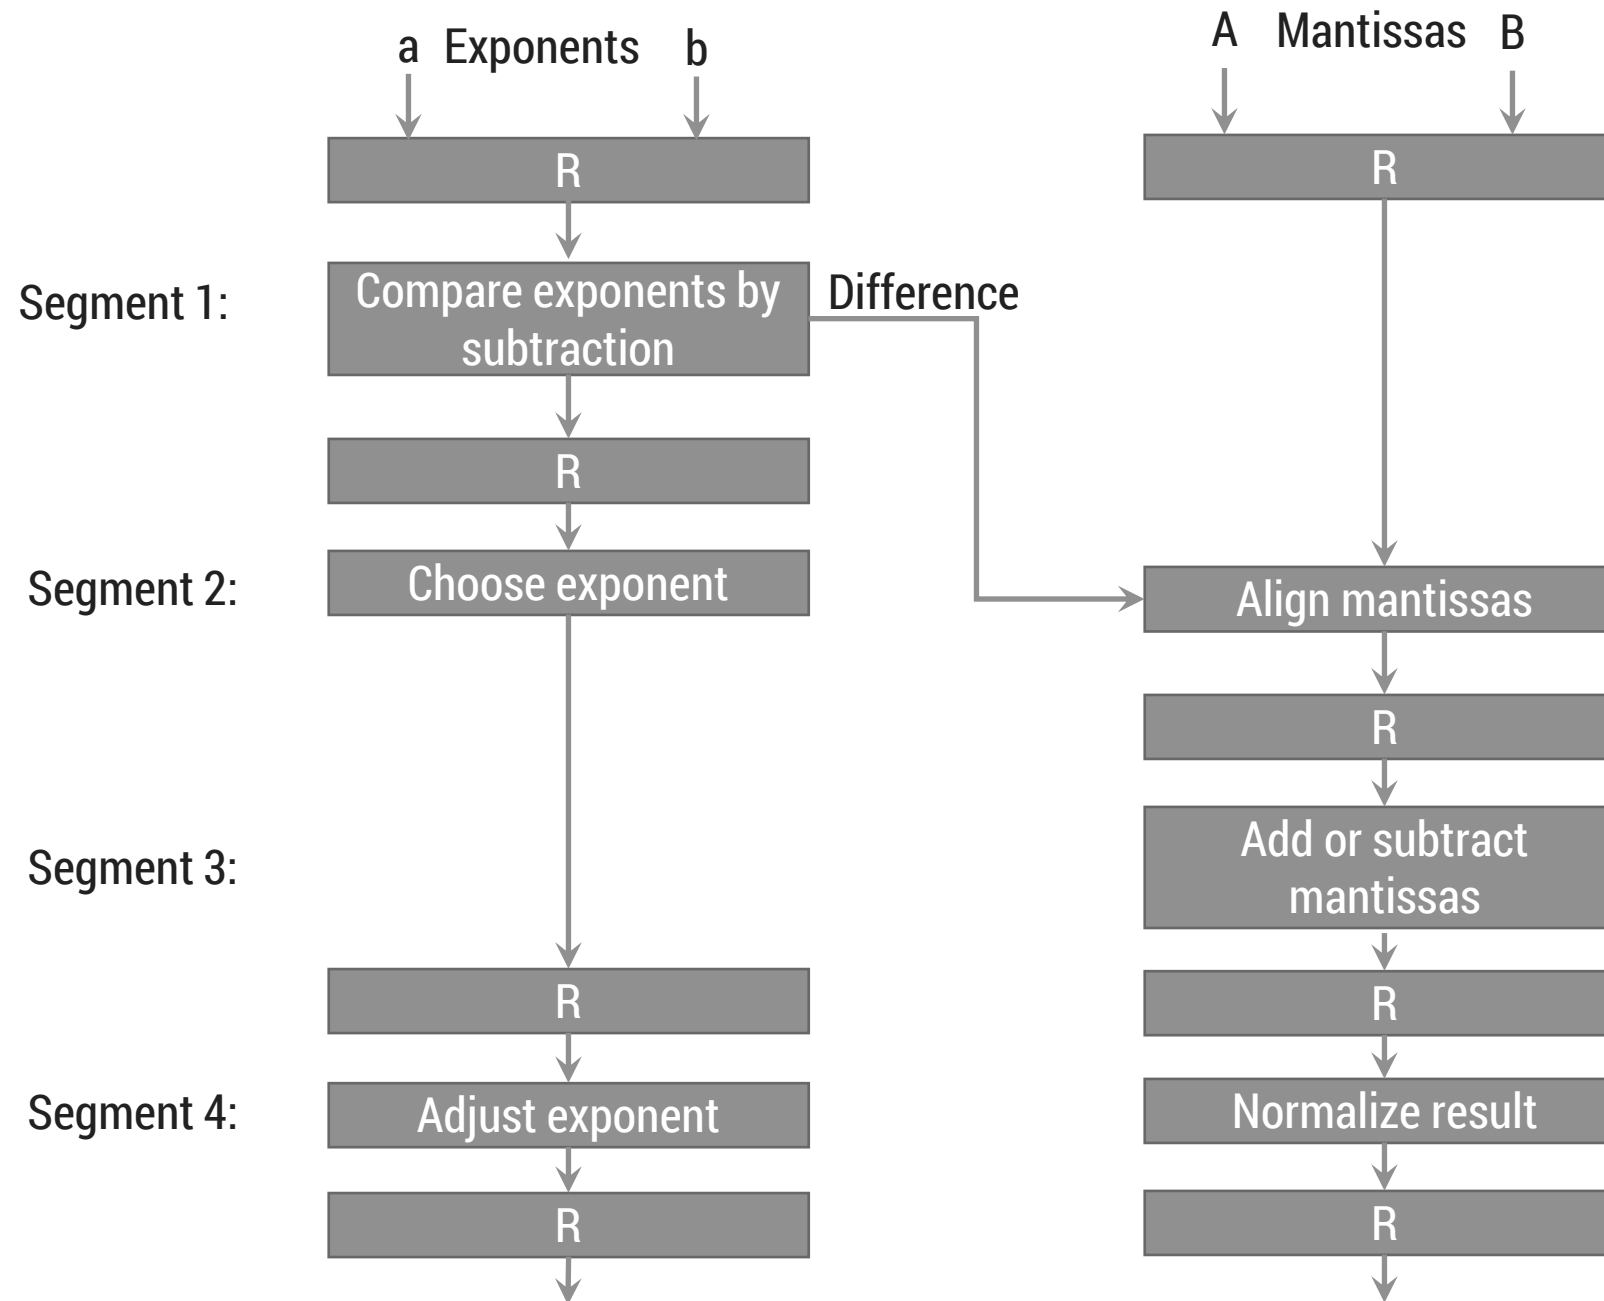 a Exponents b
A Mantissas B
R
R
Segment 1:
Compare exponents by
subtraction
Difference
R
Segment 2:
Choose exponent
Align mantissas
R
Segment 3:
Add or subtract
mantissas
R
R
Segment 4:
Adjust exponent
Normalize result
R
R